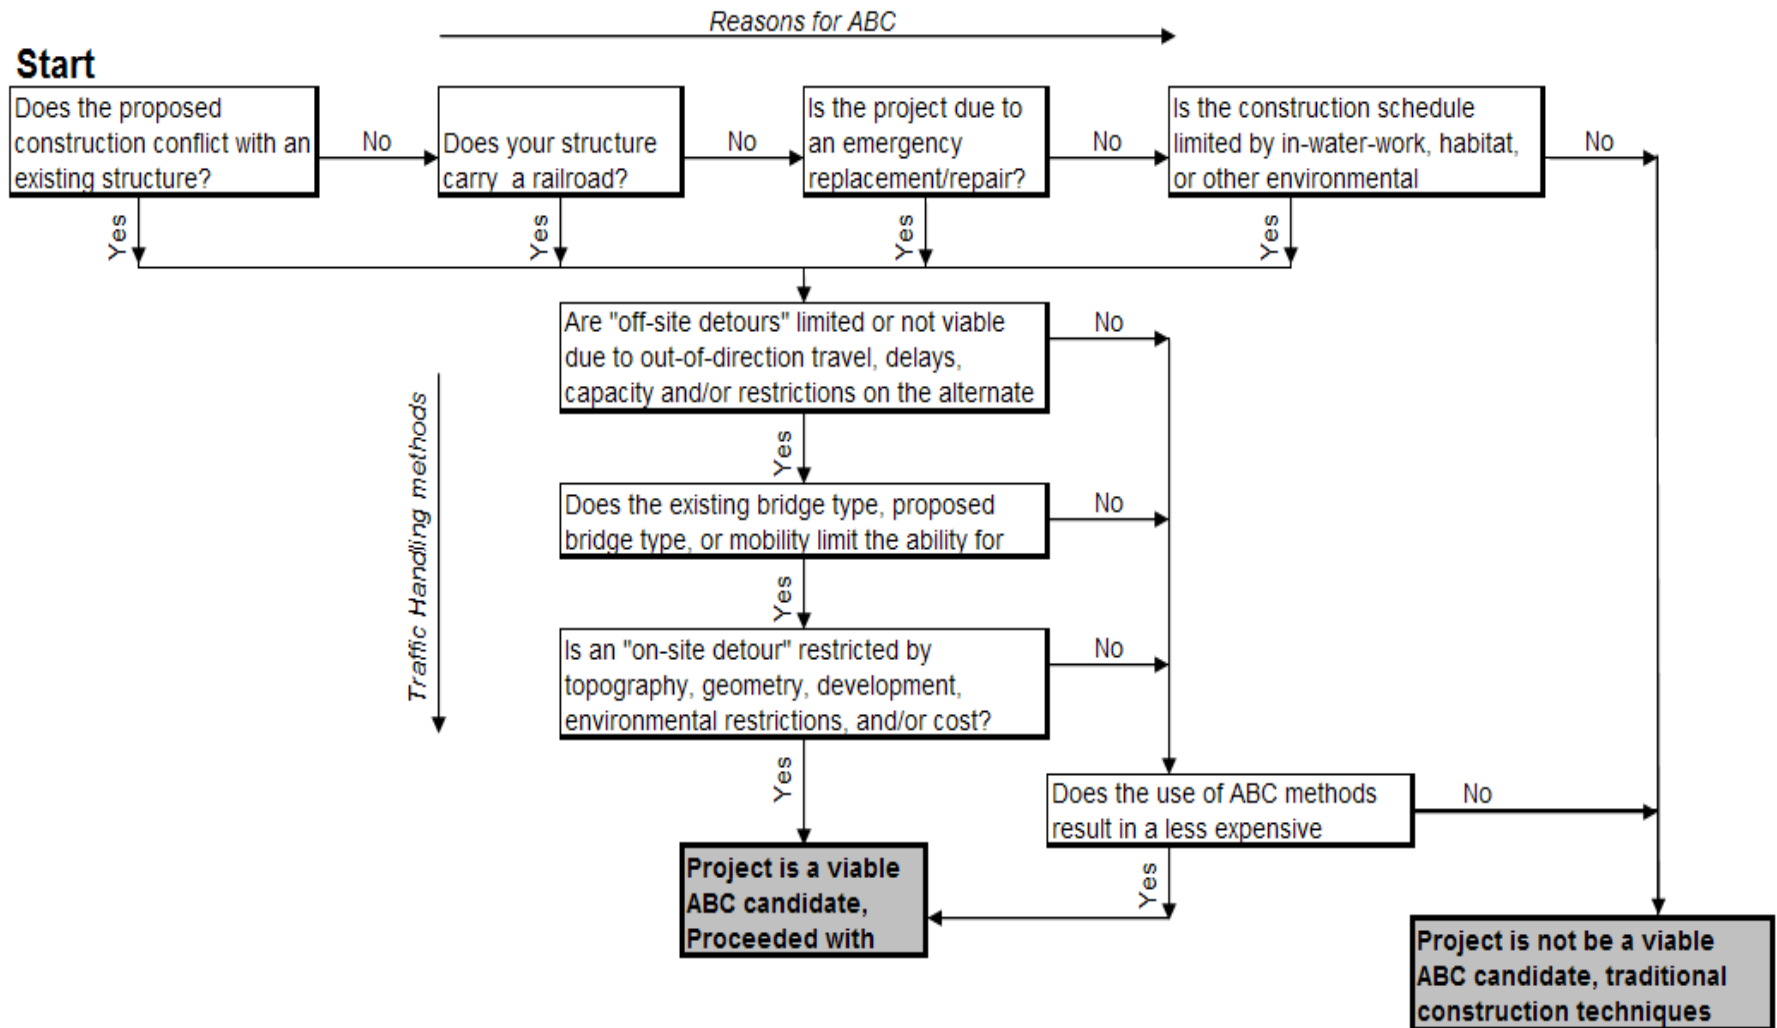 Reasons for ABC
Start
Does the proposed
construction conflict with an
existing structure?
No
Does your structure
carry a railroad?
No
Is the project due to
an emergency
replacement/repair?
No
Is the construction schedule
limited by in-water-work, habitat,
or other environmental
No
Yes
Yes
Yes
Yes
Traffic Handling methods
Are "off-site detours" limited or not viable
due to out-of-direction travel, delays,
capacity and/or restrictions on the alternate
No
Yes
Does the existing bridge type, proposed
bridge type, or mobility limit the ability for
No
Yes
Is an "on-site detour" restricted by
topography, geometry, development,
environmental restrictions, and/or cost?
No
Yes
Does the use of ABC methods
result in a less expensive
No
Yes
Project is a viable
ABC candidate,
Proceeded with
Project is not be a viable
ABC candidate, traditional
construction techniques